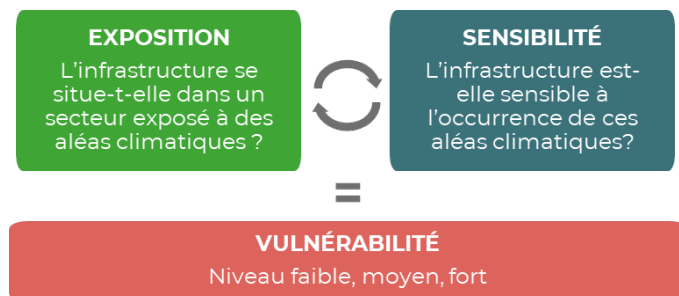 EXPOSITION
L'infrastructure se
situe-t-elle dans un
secteur exposé à des
aléas climatiques ?
SENSIBILITÉ
L'infrastructure est-
elle sensible à
l'occurrence de ces
aléas climatiques?
=
VULNÉRABILITÉ
Niveau faible, moyen, fort